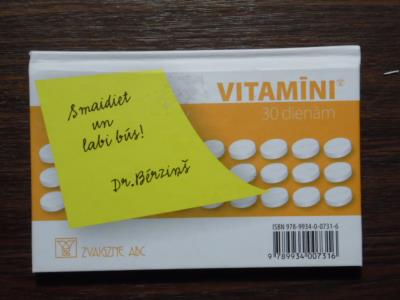 VITAMĪNI®
30 dienām
Smaidiet
un
labi būs!
Dr. Bērziņš
ISBN 978-9934-0-0731-6
9 789934 007316
ZVAIGZNE ABC